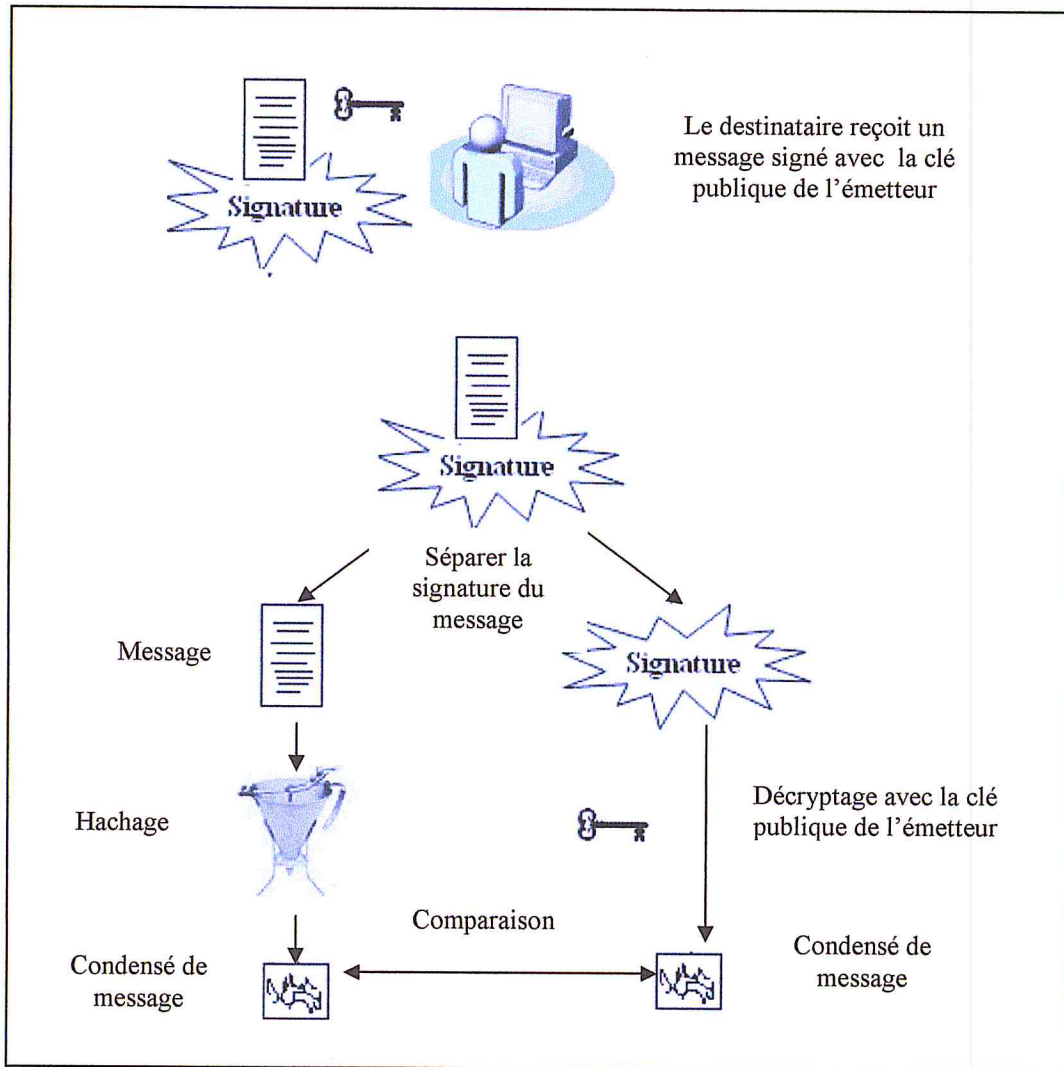 Le destinataire reçoit un
message signé avec la clé
publique de l'émetteur
Signature
Signature
Séparer la
signature du
message
Message
Signature
Hachage
Décryptage avec la clé
publique de l'émetteur
Comparaison
Condensé de
message
Condensé de
message